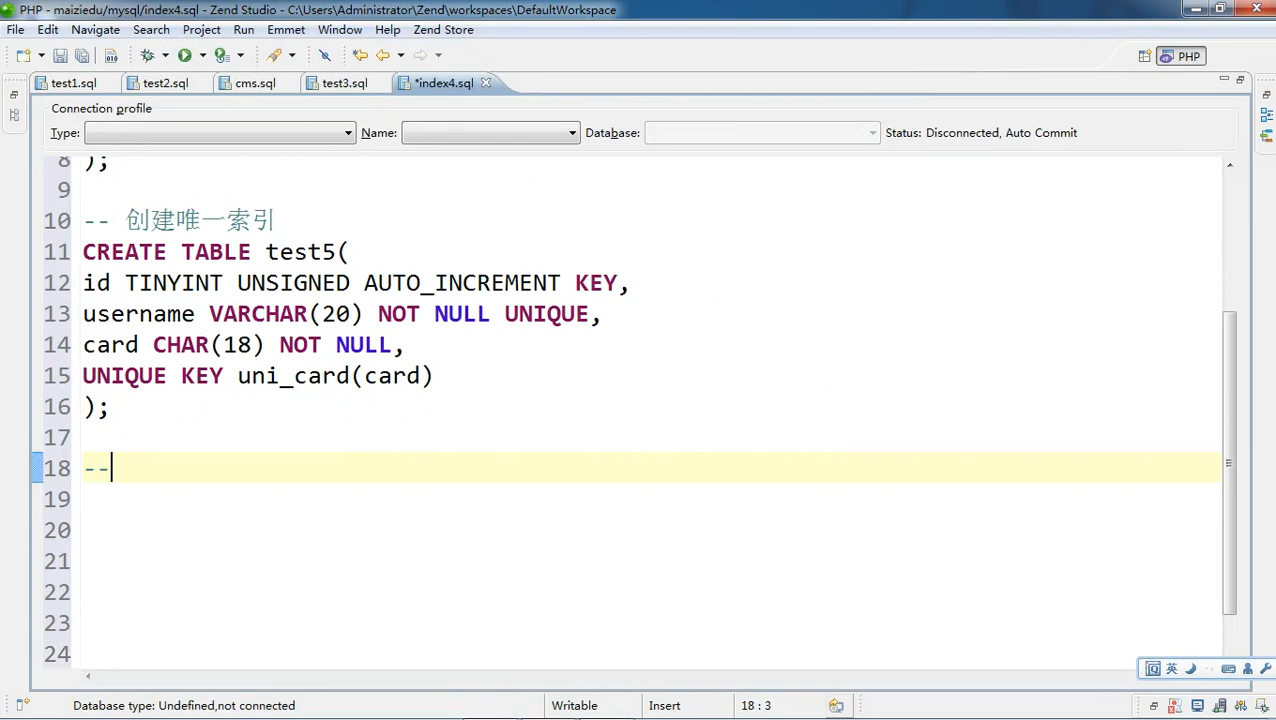 PHP - maiziedu/mysql/index4.sql - Zend Studio - C:\Users\Administrator\Zend\workspaces\DefaultWorkspace
File Edit Navigate Search Project Run Emmet Window Help Zend Store
PHP
test1.sql test2.sql cms.sql test3.sql *index4.sql
Connection profile
Type: Name: Database: Status: Disconnected, Auto Commit
8 );
9
10 -- 创建唯一索引
11 CREATE TABLE test5(
12 id TINYINT UNSIGNED AUTO_INCREMENT KEY,
13 username VARCHAR(20) NOT NULL UNIQUE,
14 card CHAR(18) NOT NULL,
15 UNIQUE KEY uni_card(card)
16 );
17
18 --
19
20
21
22
23
24
英
Database type: Undefined,not connected Writable Insert 18 : 3